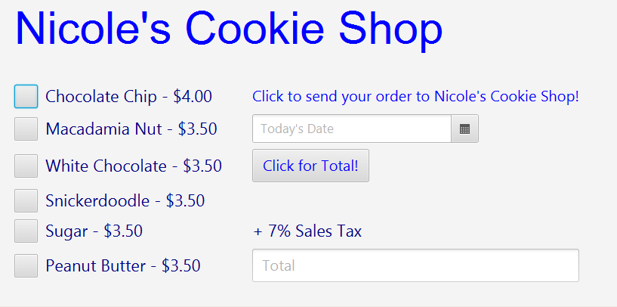 Nicole's Cookie Shop
Chocolate Chip - $4.00
Macadamia Nut - $3.50
White Chocolate - $3.50
Snickerdoodle - $3.50
Sugar - $3.50
Peanut Butter - $3.50
Click to send your order to Nicole's Cookie Shop!
Today's Date
Click for Total!
+ 7% Sales Tax
Total